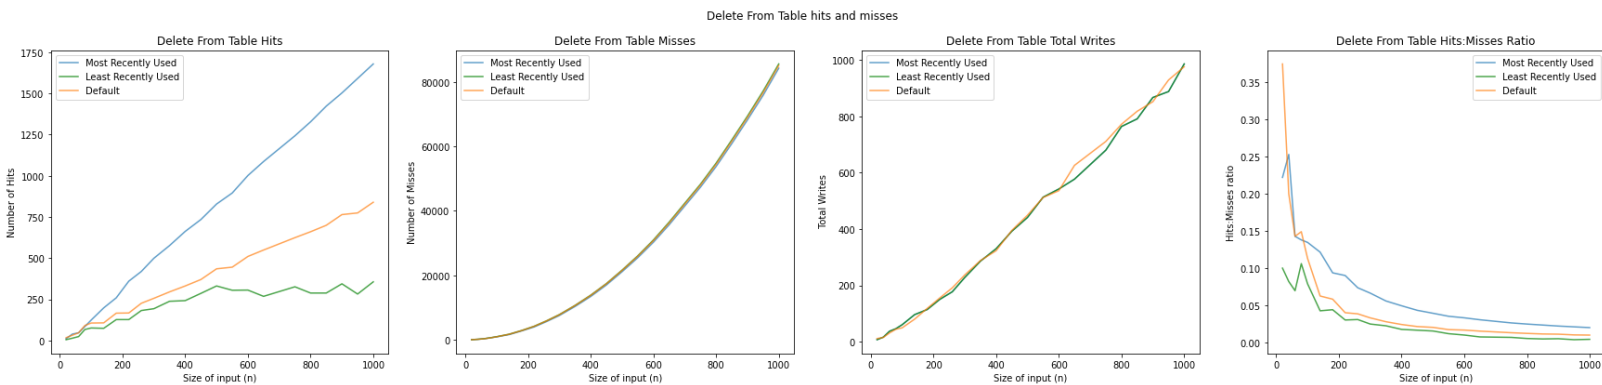 Delete From Table hits and misses
Delete From Table Hits
Most Recently Used
Least Recently Used
Default
Number of Hits
1750
1500
1250
1000
750
500
250
0
0 200 400 600 800 1000
Size of input (n)
Delete From Table Misses
Most Recently Used
Least Recently Used
Default
Number of Misses
80000
60000
40000
20000
0
0 200 400 600 800 1000
Size of input (n)
Delete From Table Total Writes
Most Recently Used
Least Recently Used
Default
Total Writes
1000
800
600
400
200
0
0 200 400 600 800 1000
Size of input (n)
Delete From Table Hits:Misses Ratio
Most Recently Used
Least Recently Used
Default
Hits:Misses ratio
0.35
0.30
0.25
0.20
0.15
0.10
0.05
0.00
0 200 400 600 800 1000
Size of input (n)